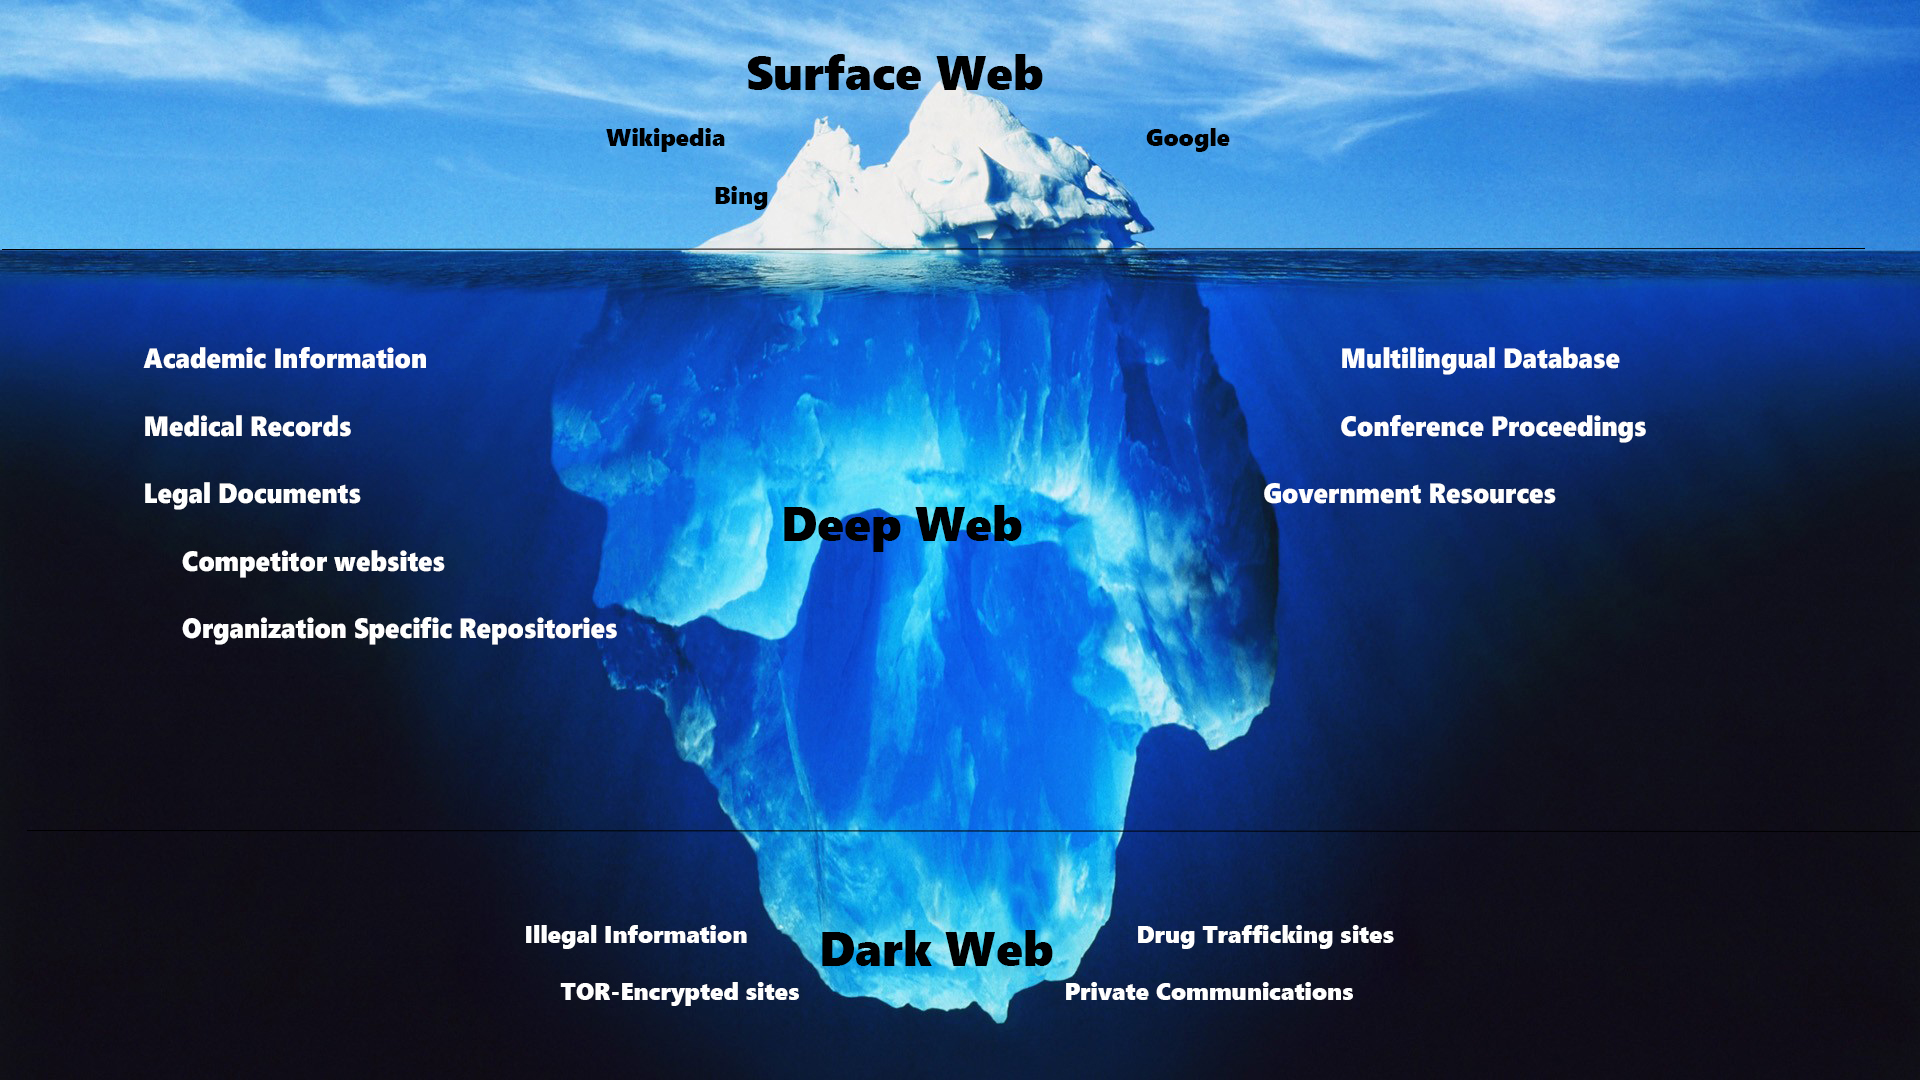 Surface Web
Wikipedia
Google
Bing
Academic Information
Multilingual Database
Medical Records
Conference Proceedings
Legal Documents
Government Resources
Deep Web
Competitor websites
Organization Specific Repositories
Illegal Information
Drug Trafficking sites
Dark Web
TOR-Encrypted sites
Private Communications